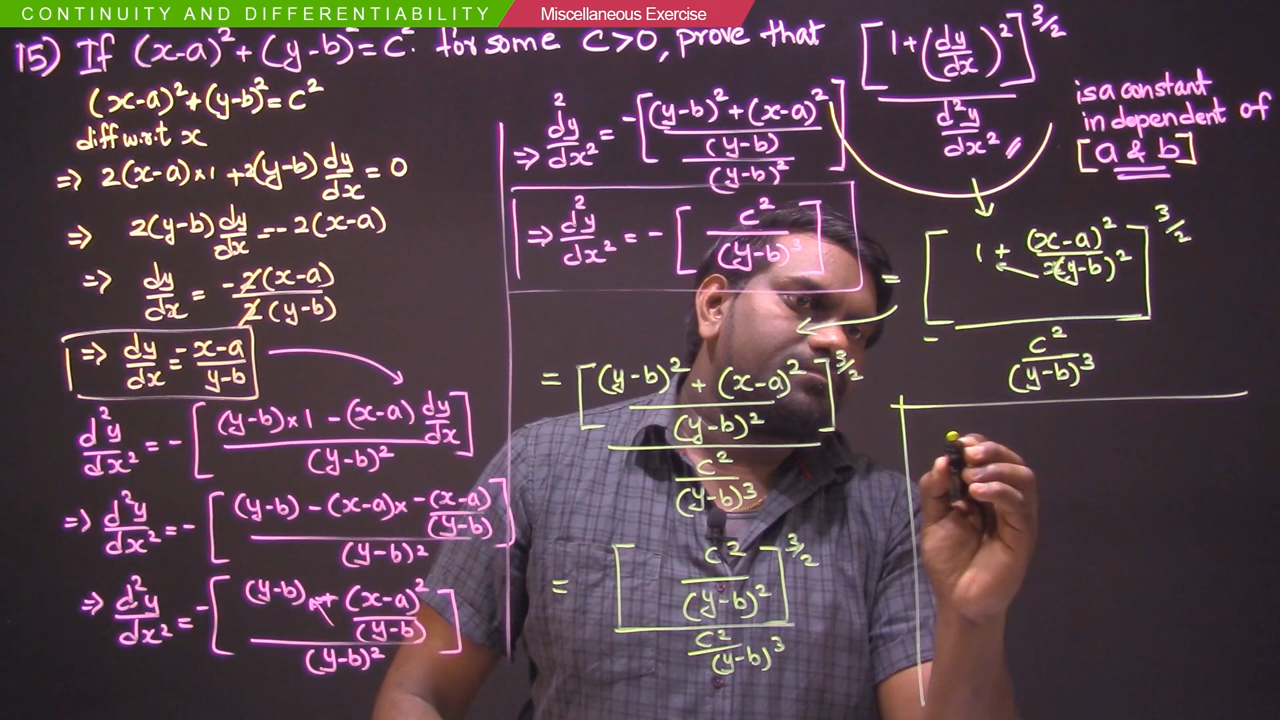 CONTINUITY AND DIFFERENTIABILITY
Miscellaneous Exercise
15) If (x-a)² + (y-b)² = c². for some c>0, prove that
[1+(dy/dx)²]^3/2
d²y/dx²
is a constant
independent of
[a & b]
(x-a)²+(y-b)²=c²
diff w.r.t x
⇒ 2(x-a)×1 +2(y-b) dy/dx = 0
⇒ 2(y-b) dy/dx = -2(x-a)
⇒ dy/dx = -2(x-a)/2(y-b)
⇒ dy/dx = -x-a/y-b
d²y/dx² = -[(y-b)×1 - (x-a) dy/dx / (y-b)²]
⇒ d²y/dx² = -[(y-b) - (x-a)× -(x-a)/(y-b) / (y-b)²]
⇒ d²y/dx² = -[(y-b) + (x-a)²/(y-b) / (y-b)²]
⇒ d²y/dx² = -[(y-b)² + (x-a)² / (y-b) / (y-b)²]
⇒ d²y/dx² = -[c²/(y-b)³]
= [1 + (x-a)²/(y-b)²]^3/2
- c²/(y-b)³
= [(y-b)² + (x-a)² / (y-b)²]^3/2
c²/(y-b)³
= [c²/(y-b)²]^3/2
c²/(y-b)³